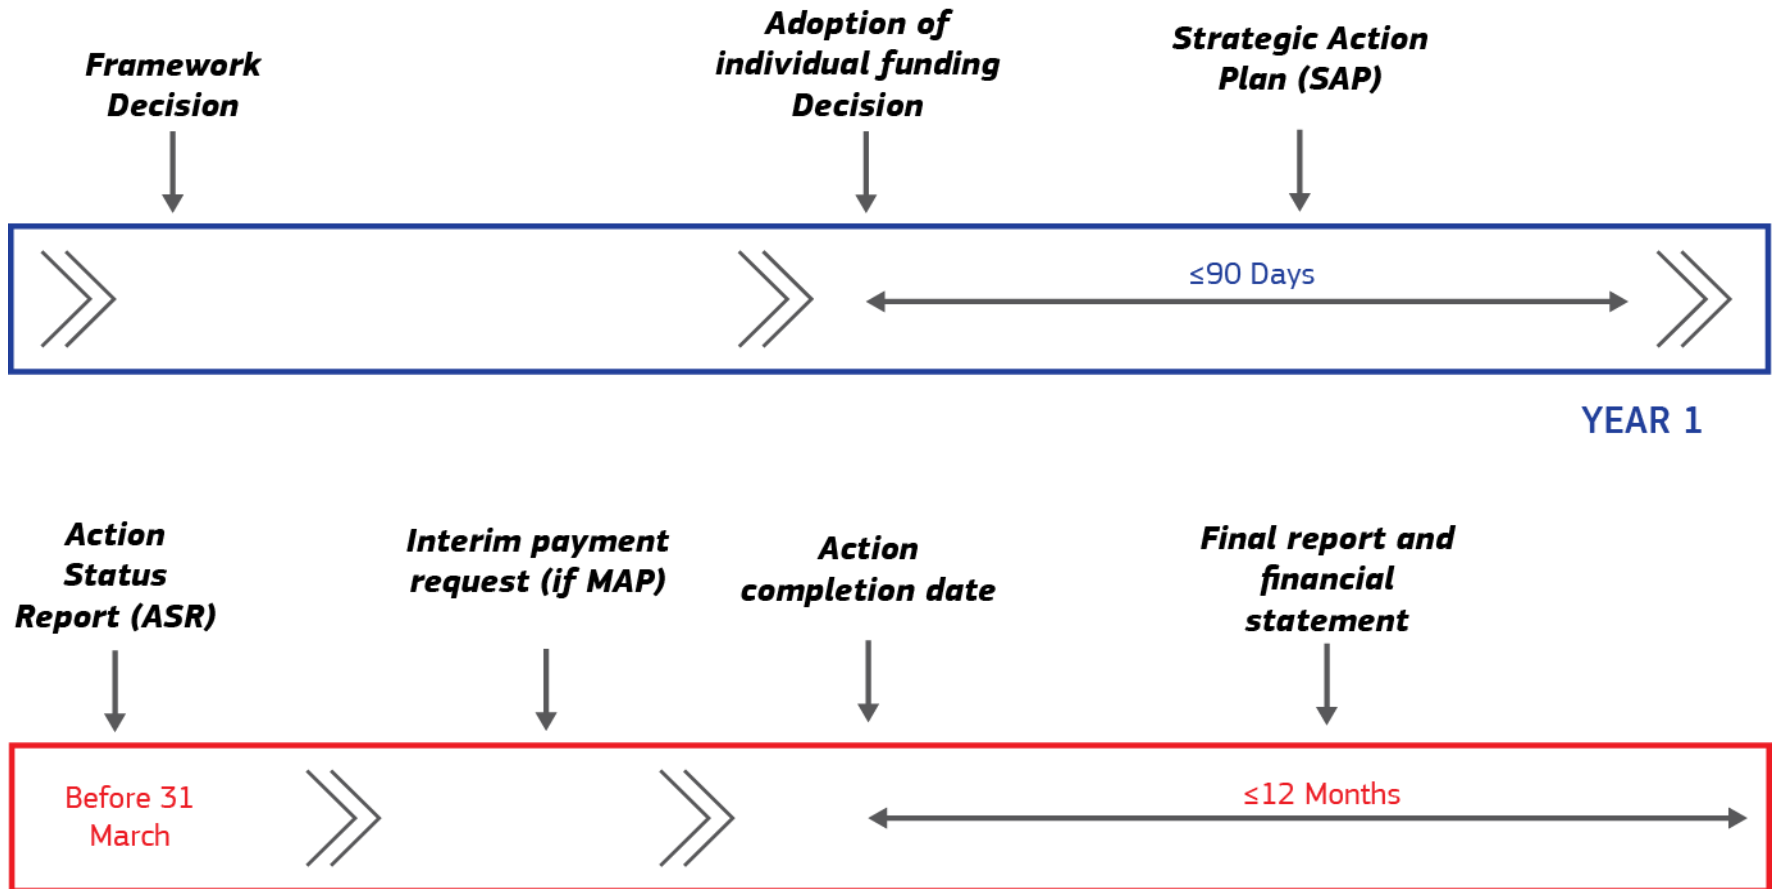 Framework
Decision
Adoption of
individual funding
Decision
Strategic Action
Plan (SAP)
≤90 Days
YEAR 1
Action
Status
Report (ASR)
Interim payment
request (if MAP)
Action
completion date
Final report and
financial
statement
Before 31
March
≤12 Months